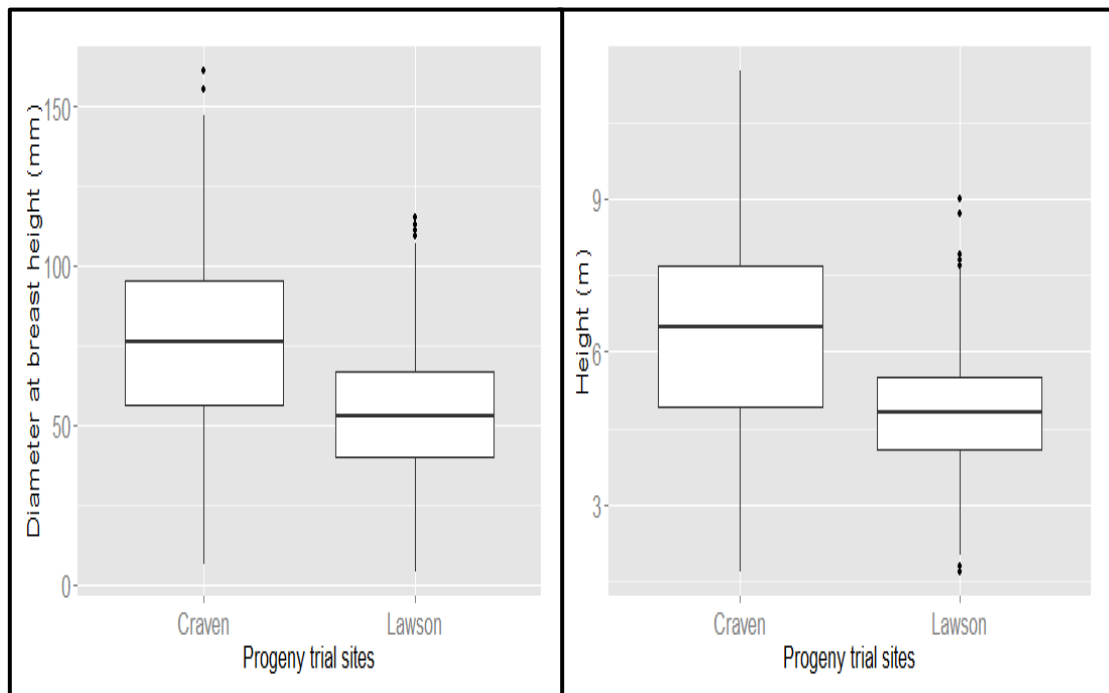 Diameter at breast height (mm)
150
100
50
0
Craven
Lawson
Progeny trial sites
Height (m)
9
6
3
Craven
Lawson
Progeny trial sites